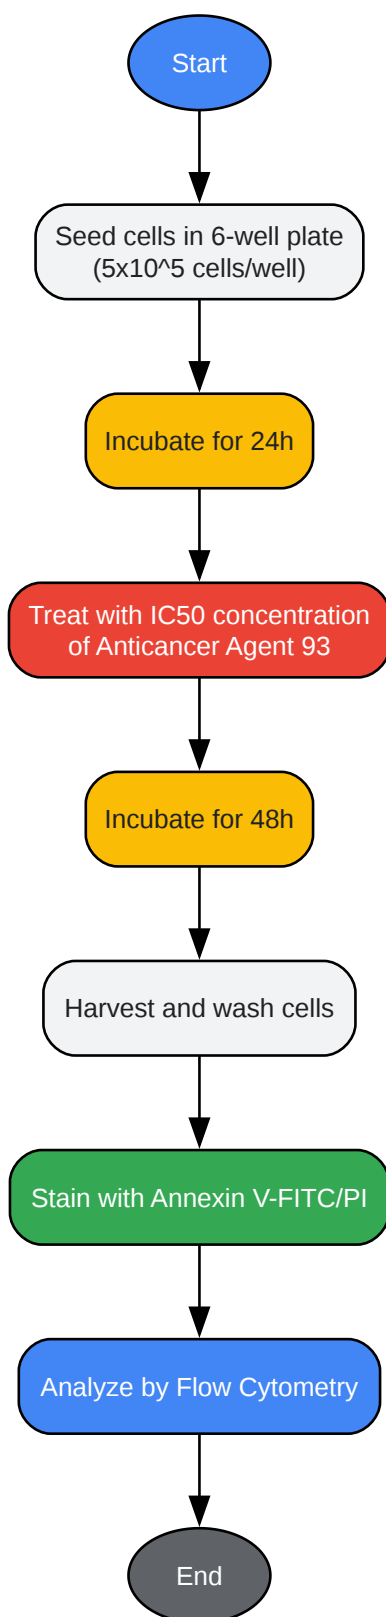 Start
Seed cells in 6-well plate
(5x10^5 cells/well)
Incubate for 24h
Treat with IC50 concentration
of Anticancer Agent 93
Incubate for 48h
Harvest and wash cells
Stain with Annexin V-FITC/PI
Analyze by Flow Cytometry
End